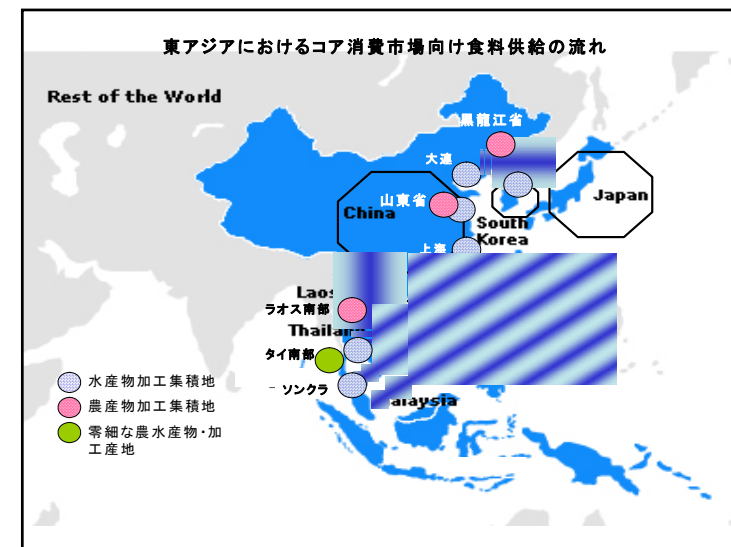 東アジアにおけるコア消費市場向け食料供給の流れ
Rest of the World
黒龍江省
大連
山東省
China
Japan
South
Korea
上海
ラオス南部
タイ南部
ソンクラ
水産物加工集積地
農産物加工集積地
零細な農水産物・加
工産地